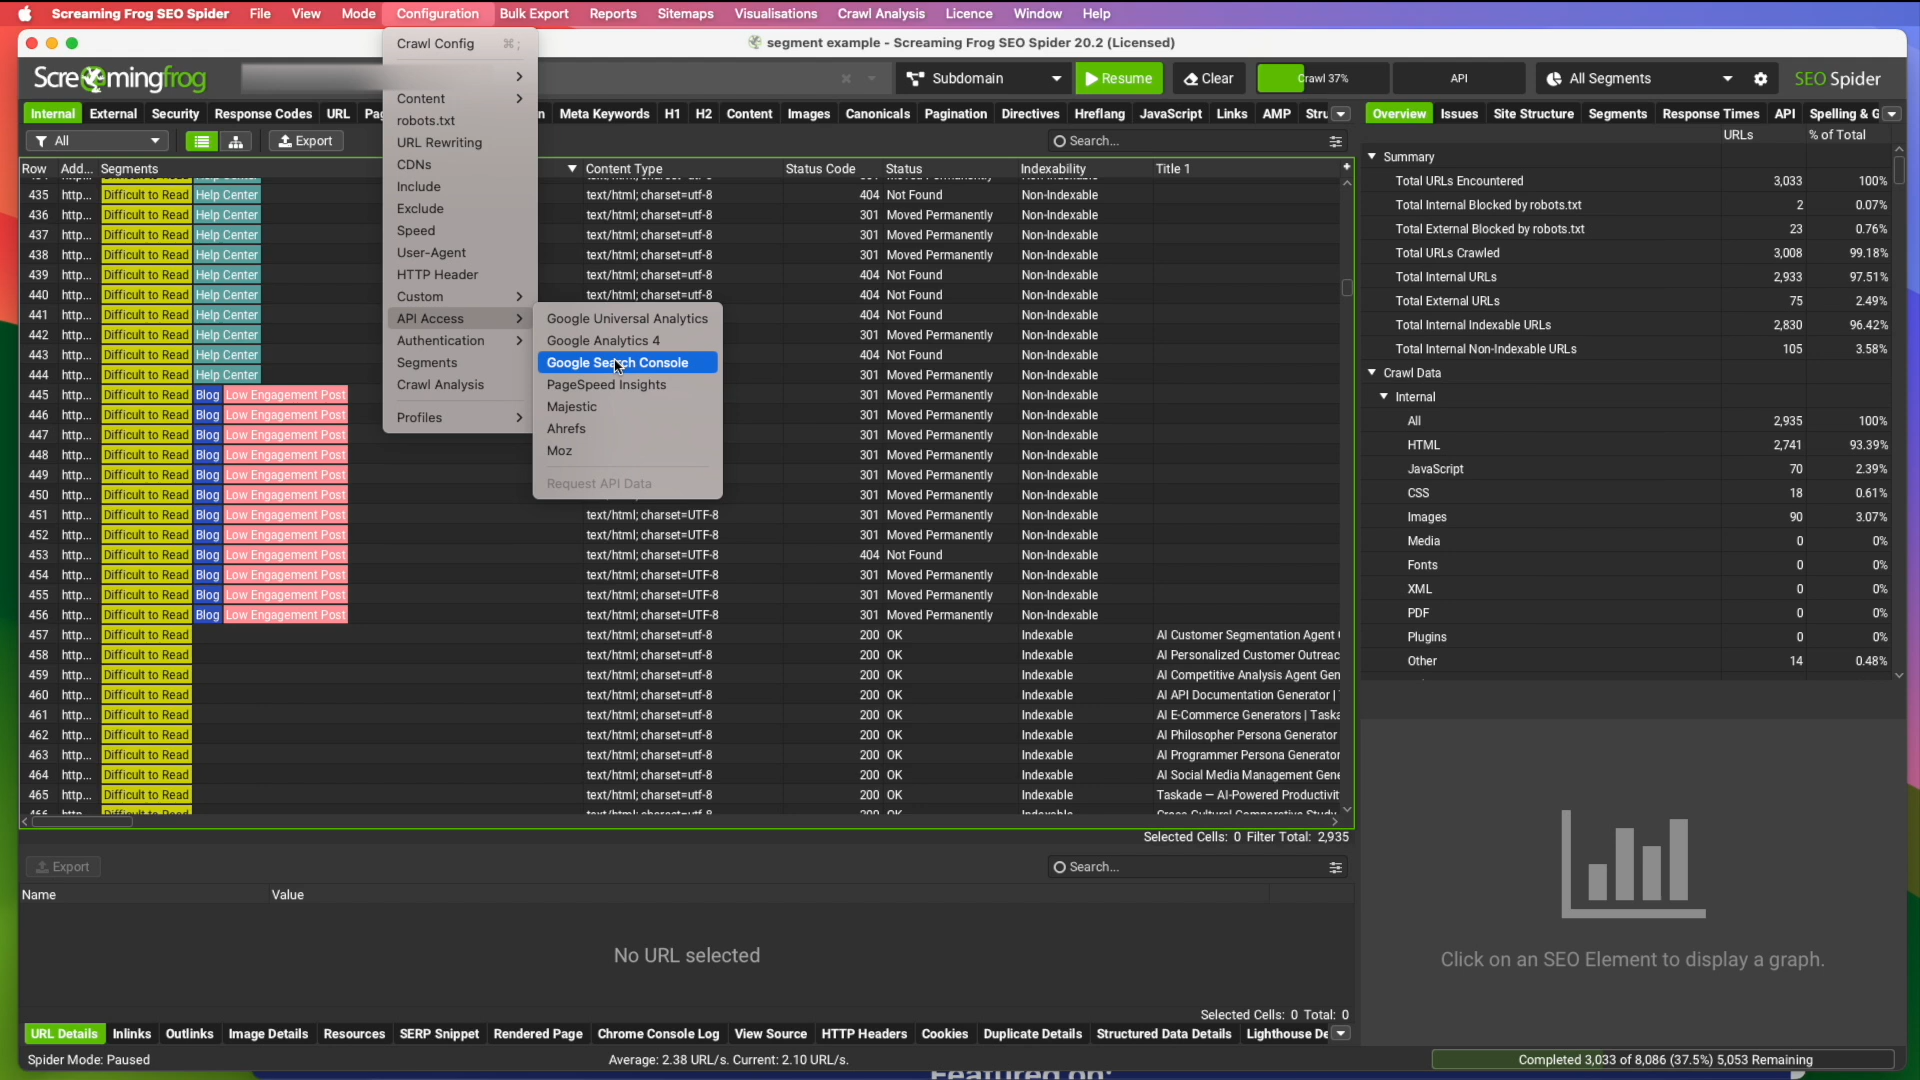 Screaming Frog SEO Spider File View Mode Configuration Bulk Export Reports Sitemaps Visualisations Crawl Analysis Licence Window Help
segment example - Screaming Frog SEO Spider 20.2 (Licensed)
Screamingfrog Subdomain Resume Clear Crawl 37% API All Segments SEO Spider
Internal External Security Response Codes URL Meta Keywords H1 H2 Content Images Canonicals Pagination Directives Hreflang JavaScript Links AMP
All Export Search...
Row Add... Segments Content Type Status Code Status Indexability Title 1
435 http... Difficult to Read Help Center text/html; charset=utf-8 404 Not Found Non-Indexable
436 http... Difficult to Read Help Center text/html; charset=utf-8 301 Moved Permanently Non-Indexable
437 http... Difficult to Read Help Center text/html; charset=utf-8 301 Moved Permanently Non-Indexable
438 http... Difficult to Read Help Center text/html; charset=utf-8 301 Moved Permanently Non-Indexable
439 http... Difficult to Read Help Center text/html; charset=utf-8 404 Not Found Non-Indexable
440 http... Difficult to Read Help Center text/html; charset=utf-8 404 Not Found Non-Indexable
441 http... Difficult to Read Help Center 404 Not Found Non-Indexable
442 http... Difficult to Read Help Center 301 Moved Permanently Non-Indexable
443 http... Difficult to Read Help Center 404 Not Found Non-Indexable
444 http... Difficult to Read Help Center 301 Moved Permanently Non-Indexable
445 http... Difficult to Read Blog Low Engagement Post 301 Moved Permanently Non-Indexable
446 http... Difficult to Read Blog Low Engagement Post 301 Moved Permanently Non-Indexable
447 http... Difficult to Read Blog Low Engagement Post 301 Moved Permanently Non-Indexable
448 http... Difficult to Read Blog Low Engagement Post 301 Moved Permanently Non-Indexable
449 http... Difficult to Read Blog Low Engagement Post 301 Moved Permanently Non-Indexable
450 http... Difficult to Read Blog Low Engagement Post 301 Moved Permanently Non-Indexable
451 http... Difficult to Read Blog Low Engagement Post text/html; charset=UTF-8 301 Moved Permanently Non-Indexable
452 http... Difficult to Read Blog Low Engagement Post text/html; charset=UTF-8 301 Moved Permanently Non-Indexable
453 http... Difficult to Read Blog Low Engagement Post text/html; charset=UTF-8 404 Not Found Non-Indexable
454 http... Difficult to Read Blog Low Engagement Post text/html; charset=UTF-8 301 Moved Permanently Non-Indexable
455 http... Difficult to Read Blog Low Engagement Post text/html; charset=UTF-8 301 Moved Permanently Non-Indexable
456 http... Difficult to Read Blog Low Engagement Post text/html; charset=UTF-8 301 Moved Permanently Non-Indexable
457 http... Difficult to Read text/html; charset=utf-8 200 OK Indexable AI Customer Segmentation Agent
458 http... Difficult to Read text/html; charset=utf-8 200 OK Indexable AI Personalized Customer Outreac
459 http... Difficult to Read text/html; charset=utf-8 200 OK Indexable AI Competitive Analysis Agent Gen
460 http... Difficult to Read text/html; charset=utf-8 200 OK Indexable AI API Documentation Generator |
461 http... Difficult to Read text/html; charset=utf-8 200 OK Indexable AI E-Commerce Generators | Taska
462 http... Difficult to Read text/html; charset=utf-8 200 OK Indexable AI Philosopher Persona Generator
463 http... Difficult to Read text/html; charset=utf-8 200 OK Indexable AI Programmer Persona Generator
464 http... Difficult to Read text/html; charset=utf-8 200 OK Indexable AI Social Media Management Gene
465 http... Difficult to Read text/html; charset=utf-8 200 OK Indexable Taskade — AI-Powered Productivit
Selected Cells: 0 Filter Total: 2,935
Crawl Config ⌘ ;
Content
robots.txt
URL Rewriting
CDNs
Include
Exclude
Speed
User-Agent
HTTP Header
Custom
API Access
Authentication
Segments
Crawl Analysis
Profiles
Google Universal Analytics
Google Analytics 4
Google Search Console
PageSpeed Insights
Majestic
Ahrefs
Moz
Request API Data
Overview Issues Site Structure Segments Response Times API Spelling & G
URLs % of Total
Summary
Total URLs Encountered 3,033 100%
Total Internal Blocked by robots.txt 2 0.07%
Total External Blocked by robots.txt 23 0.76%
Total URLs Crawled 3,008 99.18%
Total Internal URLs 2,933 97.51%
Total External URLs 75 2.49%
Total Internal Indexable URLs 2,830 96.42%
Total Internal Non-Indexable URLs 105 3.58%
Crawl Data
Internal
All 2,935 100%
HTML 2,741 93.39%
JavaScript 70 2.39%
CSS 18 0.61%
Images 90 3.07%
Media 0 0%
Fonts 0 0%
XML 0 0%
PDF 0 0%
Plugins 0 0%
Other 14 0.48%
Click on an SEO Element to display a graph.
Export Search...
Name Value
No URL selected
Selected Cells: 0 Total: 0
URL Details Inlinks Outlinks Image Details Resources SERP Snippet Rendered Page Chrome Console Log View Source HTTP Headers Cookies Duplicate Details Structured Data Details Lighthouse De
Spider Mode: Paused Average: 2.38 URL/s. Current: 2.10 URL/s. Completed 3,033 of 8,086 (37.5%) 5,053 Remaining